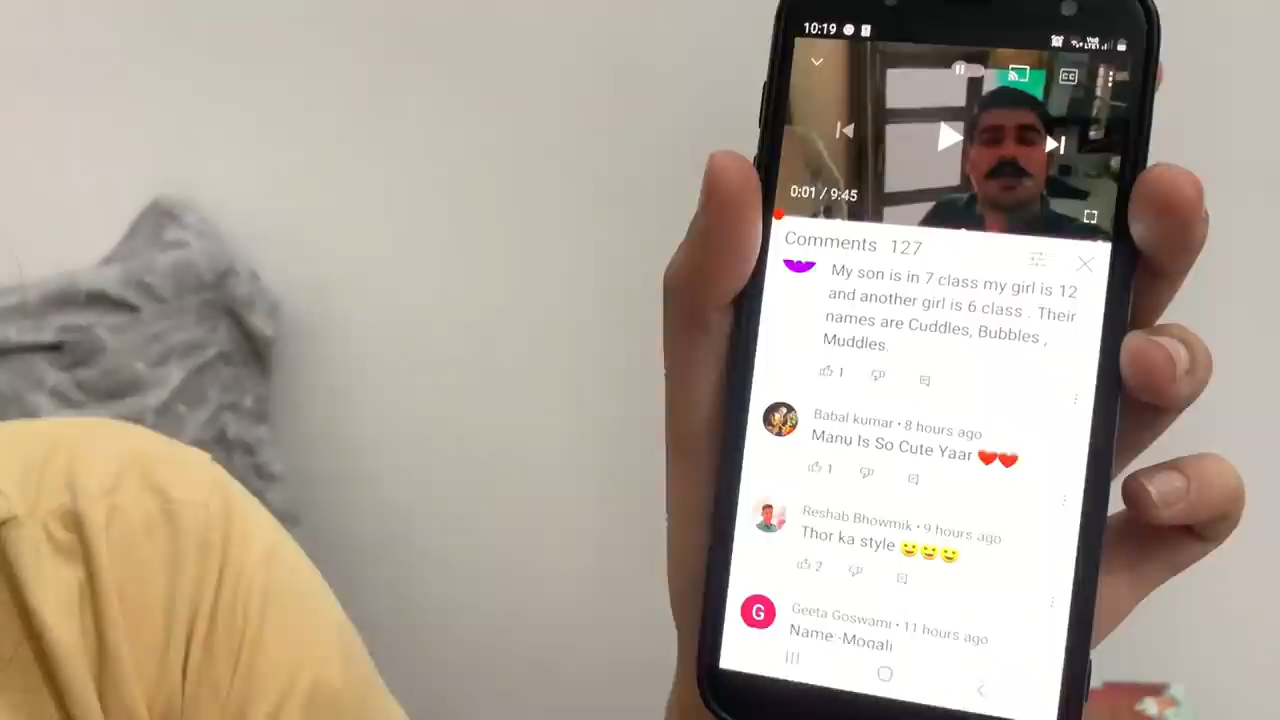 10:19
CC
0:01 / 9:45
Comments 127
My son is in 7 class my girl is 12
and another girl is 6 class . Their
names are Cuddles, Bubbles ,
Muddles.
1
Babal kumar • 8 hours ago
Manu Is So Cute Yaar ❤️❤️
1
Reshab Bhowmik • 9 hours ago
Thor ka style 😃😃😃
2
G
Geeta Goswami • 11 hours ago
Name:-Mogali